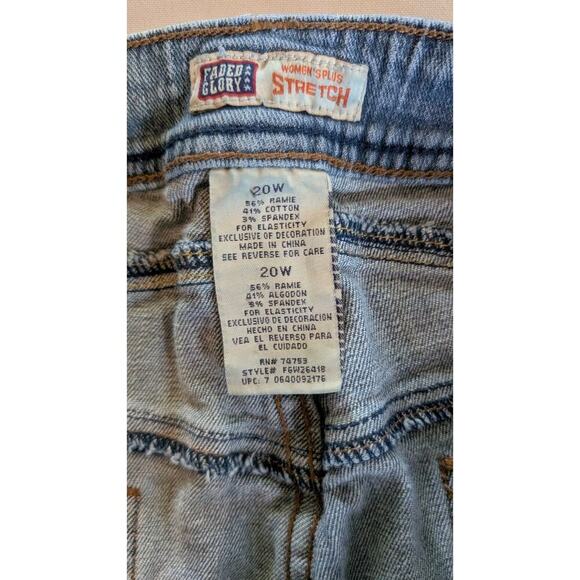 FADED
GLORY
WOMEN'S PLUS
STRETCH
20W
56% RAMIE
41% COTTON
3% SPANDEX
FOR ELASTICITY
EXCLUSIVE OF DECORATION
MADE IN CHINA
SEE REVERSE FOR CARE
20W
56% RAMIE
41% ALGODON
3% SPANDEX
FOR ELASTICITY
EXCLUSIVO DE DECORACION
HECHO EN CHINA
VEA EL REVERSO PARA
EL CUIDADO
RN# 74753
STYLE# FGW26418
UPC: 7 0640092176